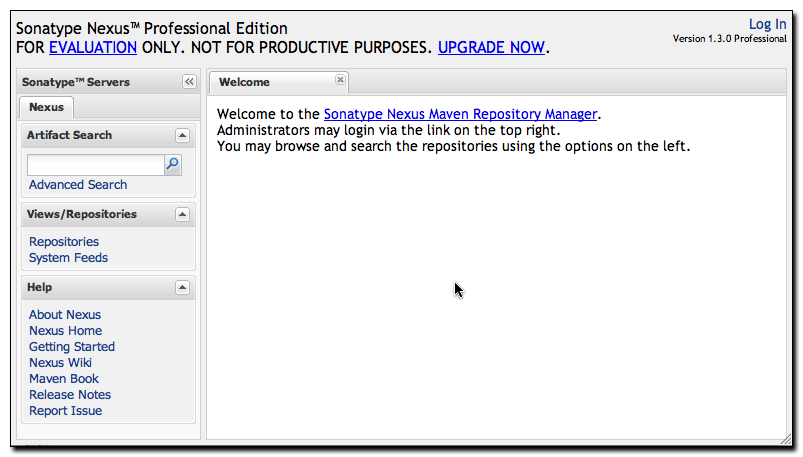 Sonatype Nexus™ Professional Edition
FOR EVALUATION ONLY. NOT FOR PRODUCTIVE PURPOSES. UPGRADE NOW.
Log In
Version 1.3.0 Professional
Sonatype™ Servers
Nexus
Artifact Search
Advanced Search
Views/Repositories
Repositories
System Feeds
Help
About Nexus
Nexus Home
Getting Started
Nexus Wiki
Maven Book
Release Notes
Report Issue
Welcome
Welcome to the Sonatype Nexus Maven Repository Manager.
Administrators may login via the link on the top right.
You may browse and search the repositories using the options on the left.